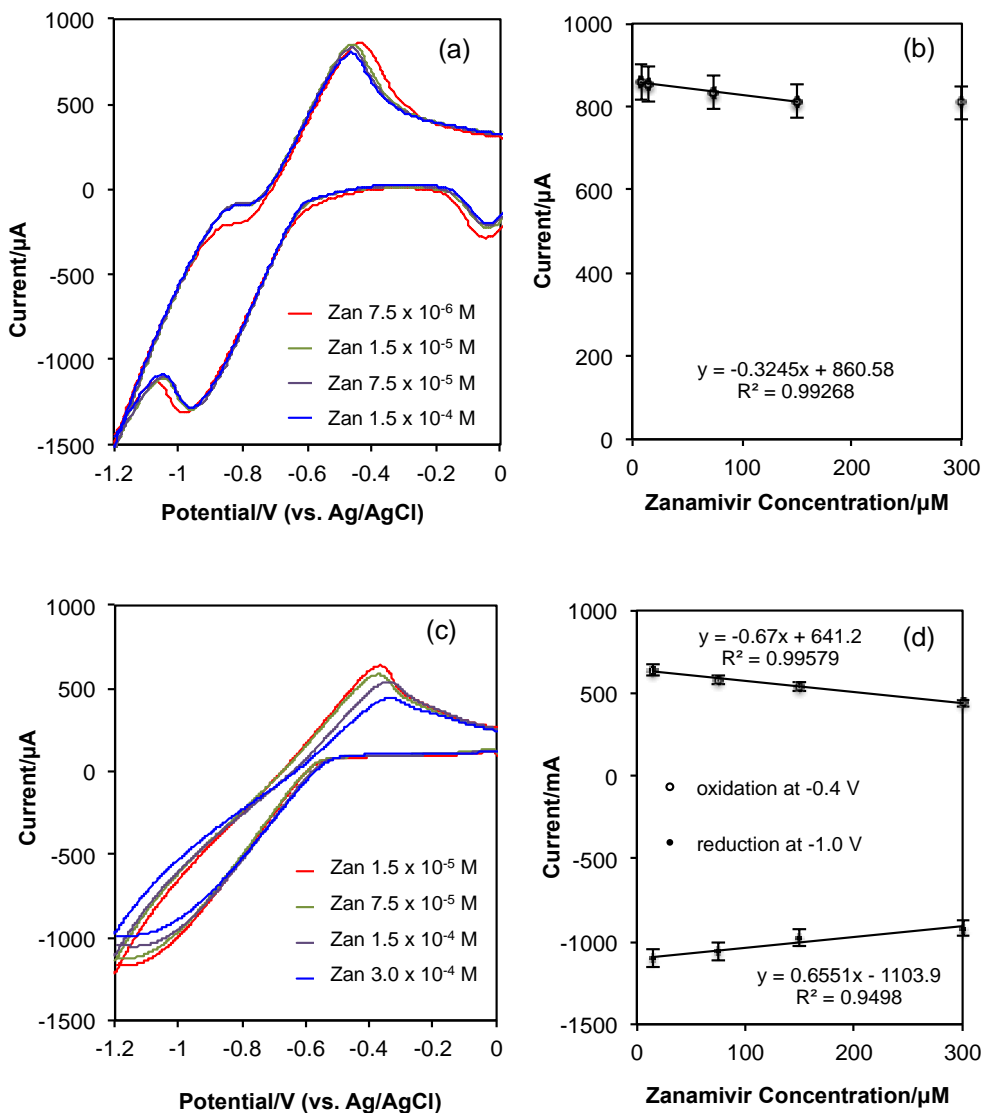 (a)
1000
500
0
-500
-1000
-1500
Current/µA
Zan 7.5 x 10-6 M
Zan 1.5 x 10-5 M
Zan 7.5 x 10-5 M
Zan 1.5 x 10-4 M
-1.2 -1 -0.8 -0.6 -0.4 -0.2 0
Potential/V (vs. Ag/AgCl)
(b)
1000
800
600
400
200
0
Current/µA
y = -0.3245x + 860.58
R² = 0.99268
0 100 200 300
Zanamivir Concentration/µM
(c)
1000
500
0
-500
-1000
-1500
Current/µA
Zan 1.5 x 10-5 M
Zan 7.5 x 10-5 M
Zan 1.5 x 10-4 M
Zan 3.0 x 10-4 M
-1.2 -1 -0.8 -0.6 -0.4 -0.2 0
Potential/V (vs. Ag/AgCl)
(d)
1000
500
0
-500
-1000
-1500
Current/mA
y = -0.67x + 641.2
R² = 0.99579
oxidation at -0.4 V
reduction at -1.0 V
y = 0.6551x - 1103.9
R² = 0.9498
0 100 200 300
Zanamivir Concentration/µM